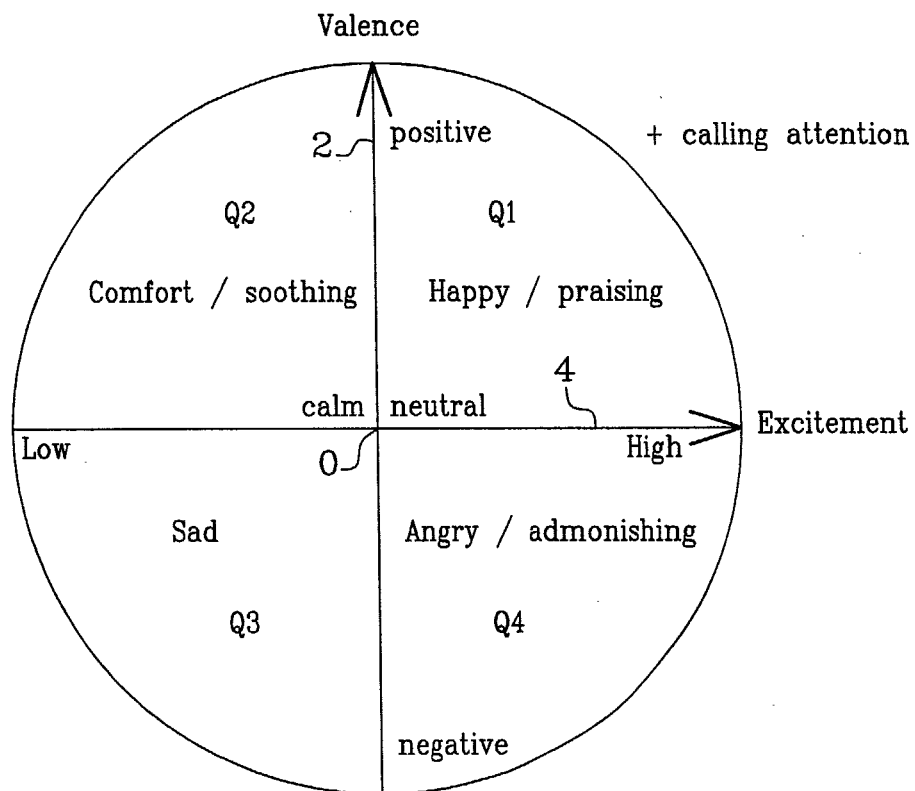 Valence
2 positive + calling attention
Q2 Q1
Comfort / soothing Happy / praising
4
calm neutral
Excitement
Low High
0
Sad Angry / admonishing
Q3 Q4
negative